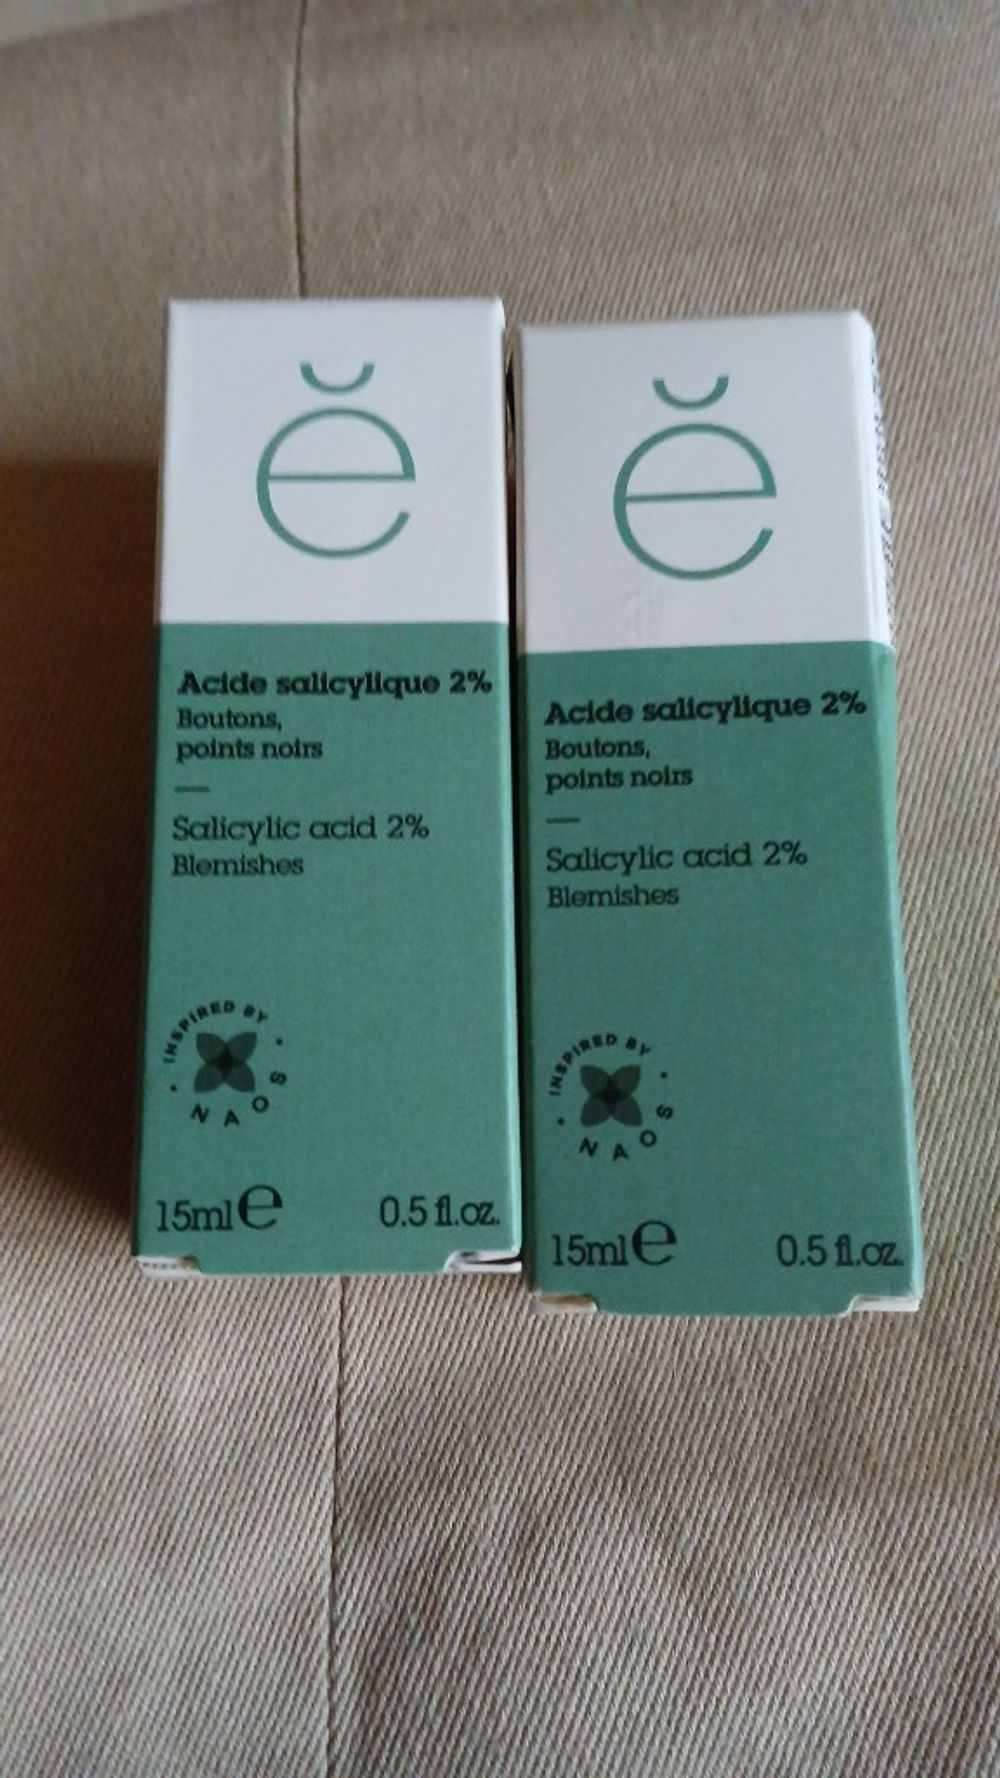 ĕ
Acide salicylique 2%
Boutons,
points noirs
Salicylic acid 2%
Blemishes
INSPIRED BY
NAOS
15ml e 0.5 fl.oz.
ĕ
Acide salicylique 2%
Boutons,
points noirs
Salicylic acid 2%
Blemishes
INSPIRED BY
NAOS
15ml e 0.5 fl.oz.